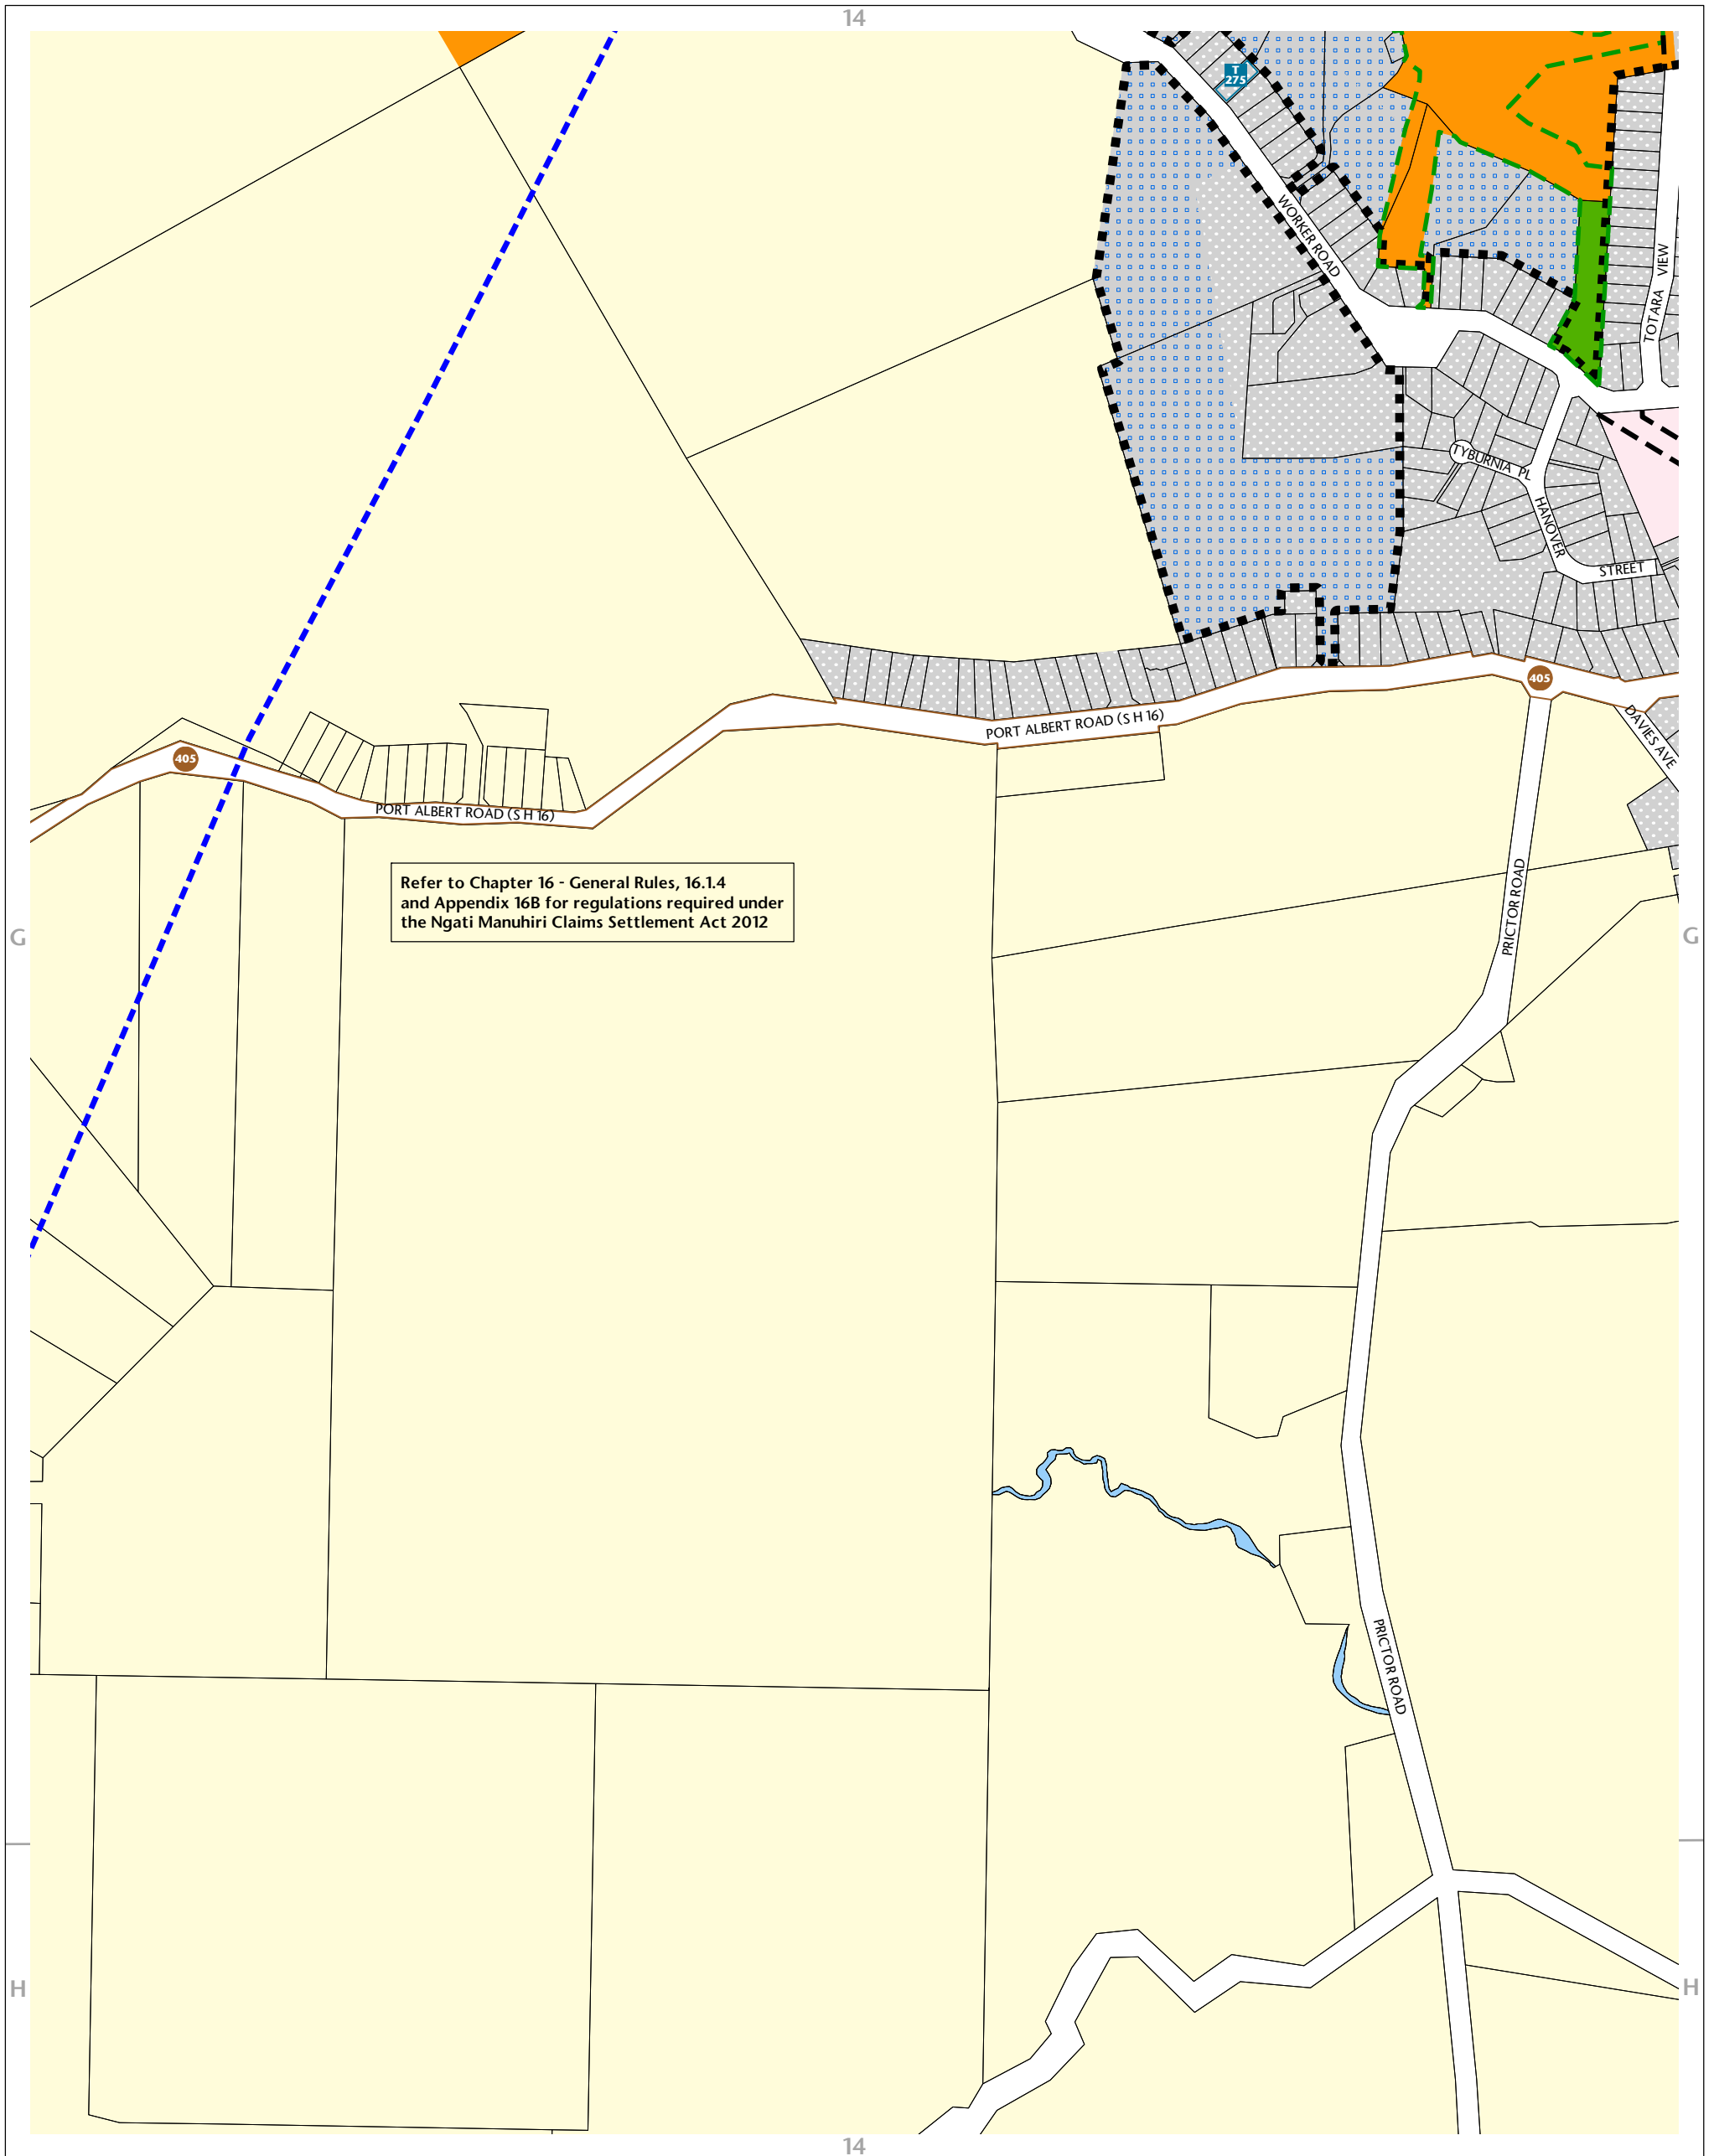 14
T
275
WORKER ROAD
TOTARA VIEW
TYBURNIA PL
HANOVER
STREET
405
PORT ALBERT ROAD (S H 16)
DAVIES AVE
405
PORT ALBERT ROAD (S H 16)
Refer to Chapter 16 - General Rules, 16.1.4
and Appendix 16B for regulations required under
the Ngati Manuhiri Claims Settlement Act 2012
PRICTOR ROAD
G
G
PRICTOR ROAD
H
H
14